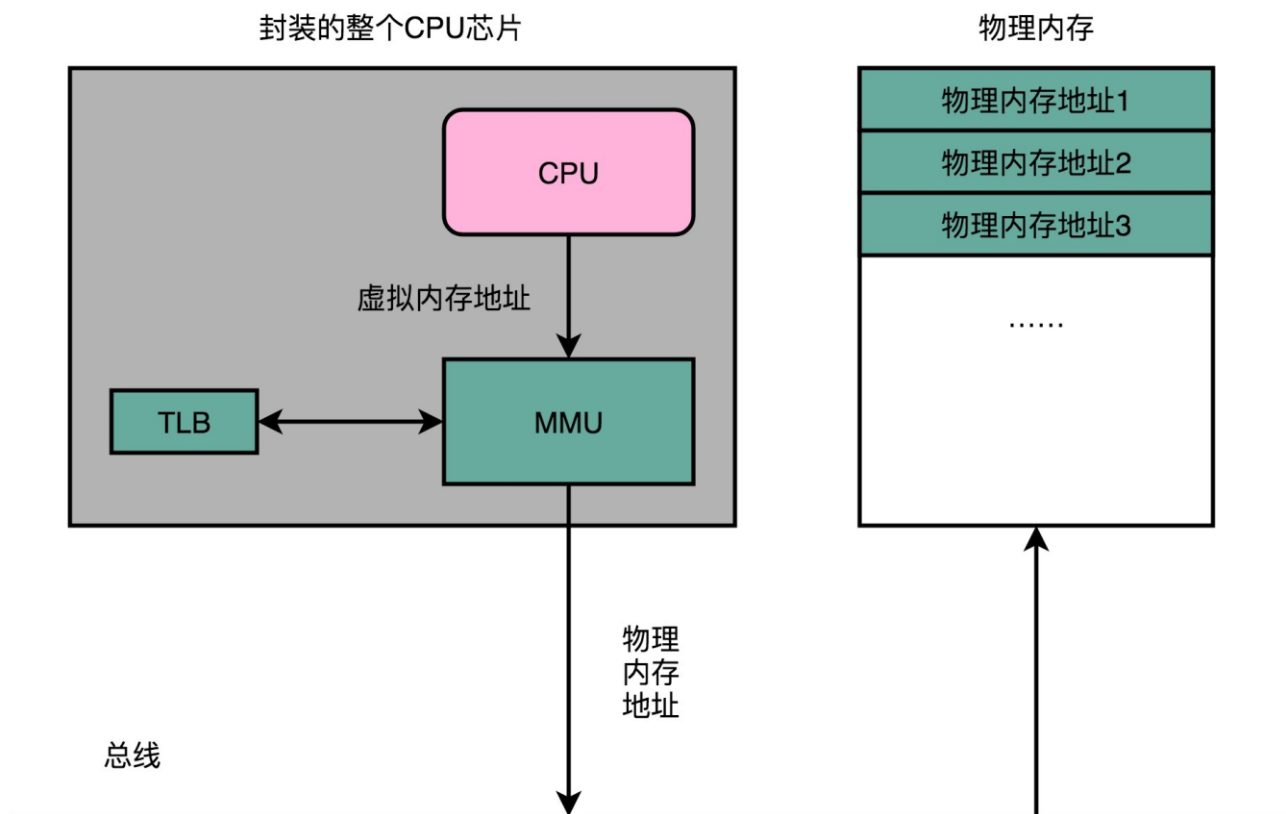 封装的整个CPU芯片
物理内存
物理内存地址1
CPU
物理内存地址2
物理内存地址3
虚拟内存地址
……
TLB
MMU
物理
内存
地址
总线